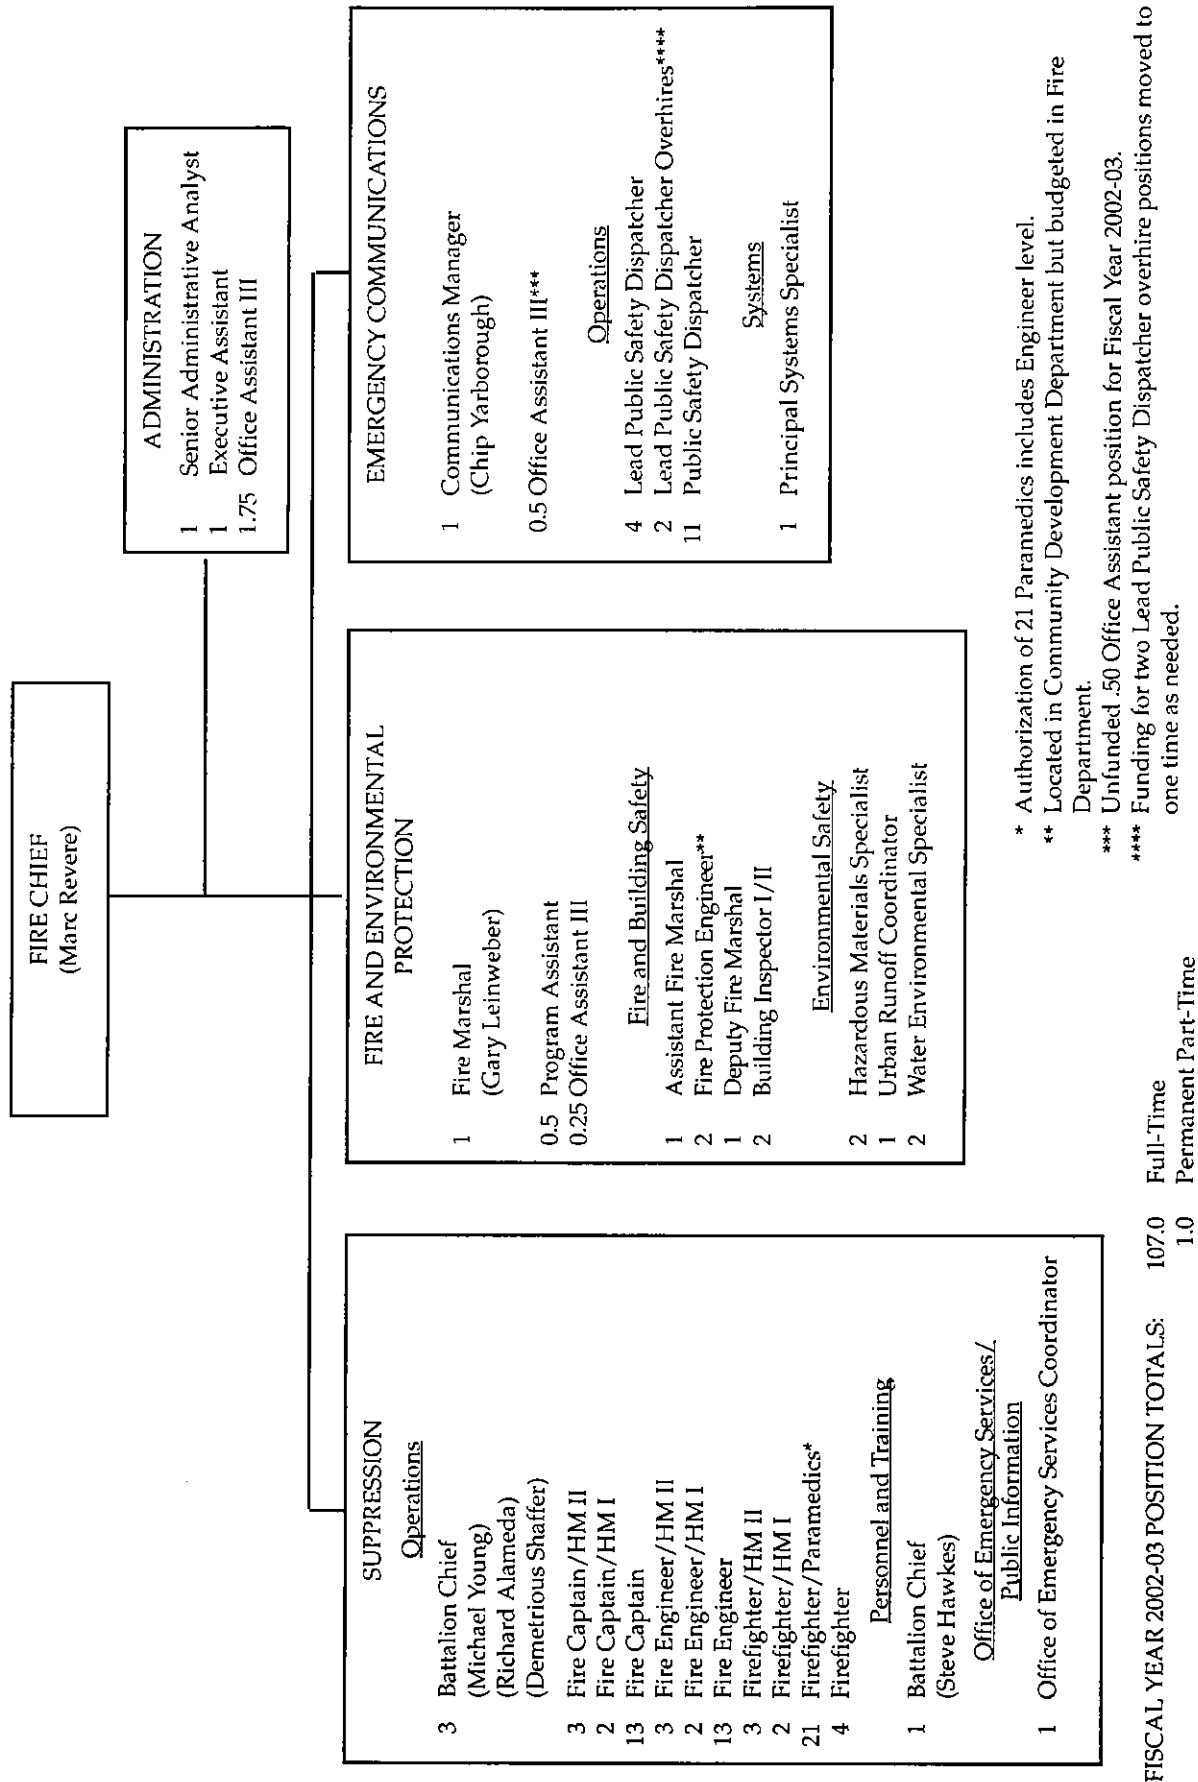 FIRE CHIEF
(Marc Revere)
ADMINISTRATION
1 Senior Administrative Analyst
1 Executive Assistant
1.75 Office Assistant III
SUPPRESSION
Operations
3 Battalion Chief
(Michael Young)
(Richard Alameda)
(Demetrious Shaffer)
3 Fire Captain/HM II
2 Fire Captain/HM I
13 Fire Captain
3 Fire Engineer/HM II
2 Fire Engineer/HM I
13 Fire Engineer
3 Firefighter/HM II
2 Firefighter/HM I
21 Firefighter/Paramedics*
4 Firefighter
Personnel and Training
1 Battalion Chief
(Steve Hawkes)
Office of Emergency Services/
Public Information
1 Office of Emergency Services Coordinator
FIRE AND ENVIRONMENTAL
PROTECTION
1 Fire Marshal
(Gary Leinweber)
0.5 Program Assistant
0.25 Office Assistant III
Fire and Building Safety
1 Assistant Fire Marshal
2 Fire Protection Engineer**
1 Deputy Fire Marshal
2 Building Inspector I/II
Environmental Safety
2 Hazardous Materials Specialist
1 Urban Runoff Coordinator
2 Water Environmental Specialist
EMERGENCY COMMUNICATIONS
1 Communications Manager
(Chip Yarborough)
0.5 Office Assistant III***
Operations
4 Lead Public Safety Dispatcher
2 Lead Public Safety Dispatcher Overhires****
11 Public Safety Dispatcher
Systems
1 Principal Systems Specialist
FISCAL YEAR 2002-03 POSITION TOTALS: 107.0 Full-Time
1.0 Permanent Part-Time
* Authorization of 21 Paramedics includes Engineer level.
** Located in Community Development Department but budgeted in Fire
Department.
*** Unfunded .50 Office Assistant position for Fiscal Year 2002-03.
**** Funding for two Lead Public Safety Dispatcher overhire positions moved to
one time as needed.